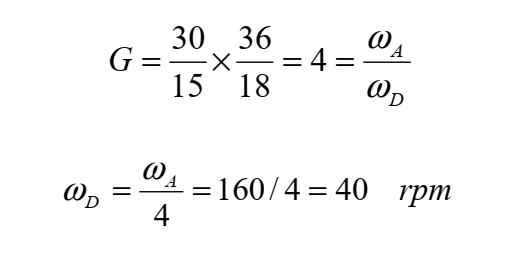 G = 30/15 × 36/18 = 4 = ω_A/ω_D
ω_D = ω_A/4 = 160 / 4 = 40 rpm